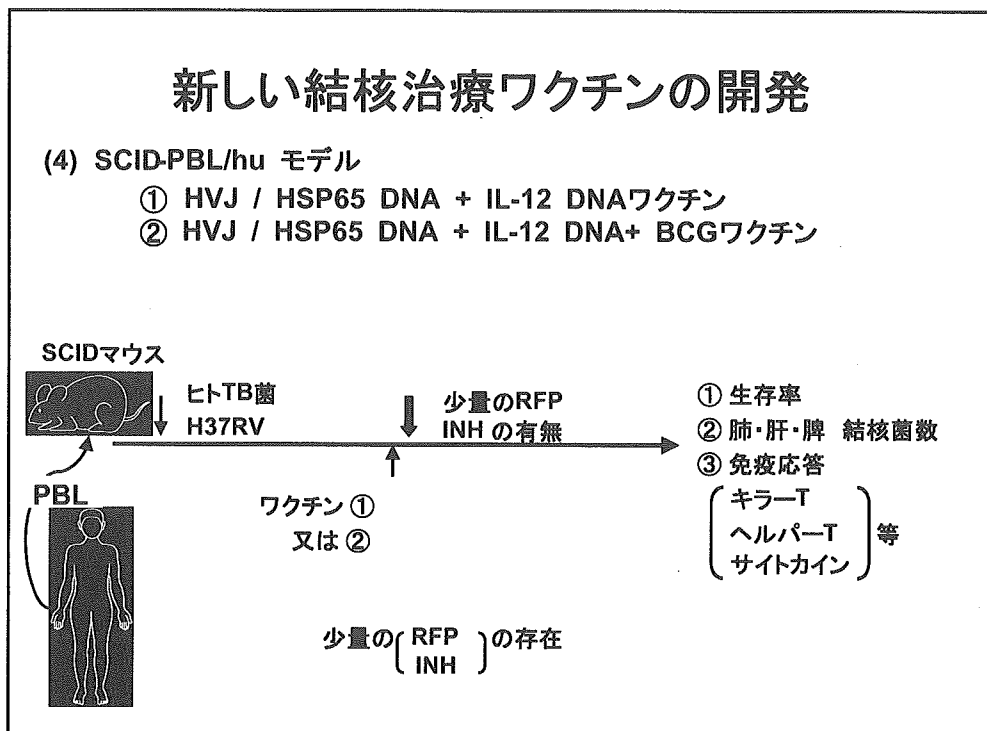 新しい結核治療ワクチンの開発
(4) SCID-PBL/hu モデル
① HVJ / HSP65 DNA + IL-12 DNAワクチン
② HVJ / HSP65 DNA + IL-12 DNA+ BCGワクチン
SCIDマウス
ヒトTB菌
H37RV
少量のRFP
INH の有無
PBL
ワクチン ①
又は ②
① 生存率
② 肺・肝・脾 結核菌数
③ 免疫応答
キラーT
ヘルパーT
サイトカイン
等
少量の RFP の存在
INH